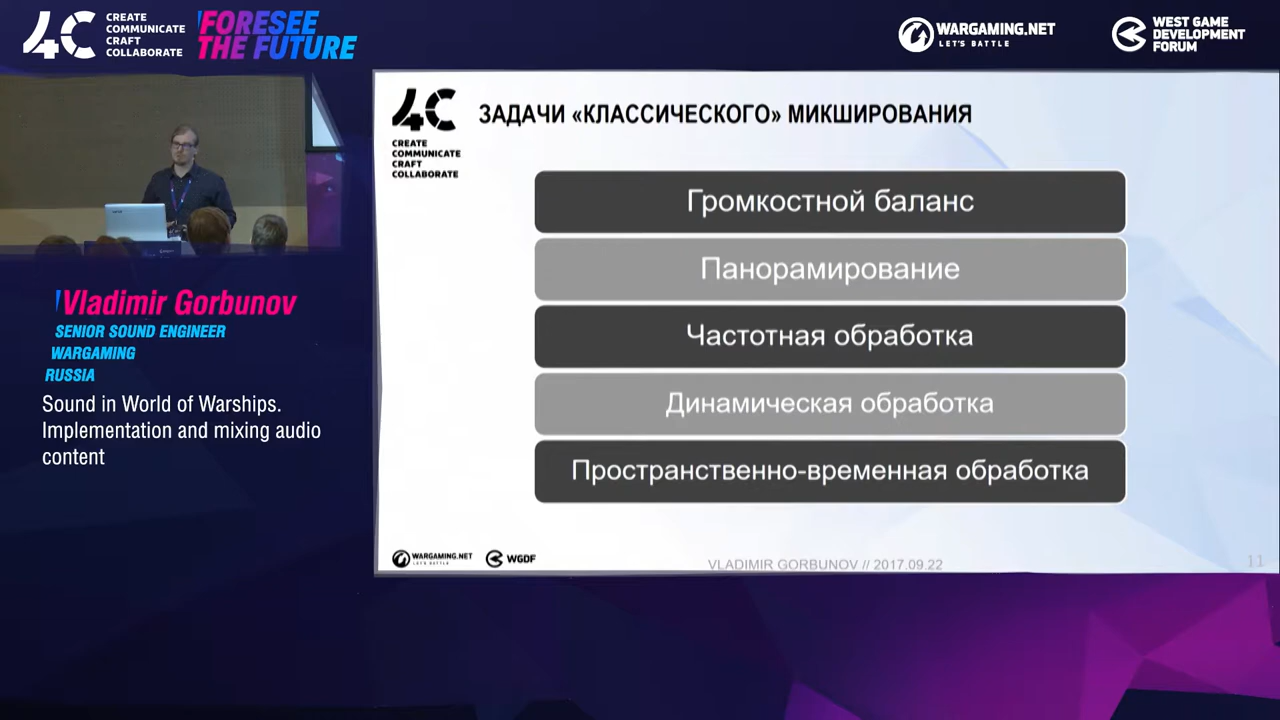 4C
CREATE
COMMUNICATE
CRAFT
COLLABORATE
FORESEE
THE FUTURE
WARGAMING.NET
LET'S BATTLE
WEST GAME
DEVELOPMENT
FORUM
Vladimir Gorbunov
SENIOR SOUND ENGINEER
WARGAMING
RUSSIA
Sound in World of Warships.
Implementation and mixing audio
content
4C
CREATE
COMMUNICATE
CRAFT
COLLABORATE
ЗАДАЧИ «КЛАССИЧЕСКОГО» МИКШИРОВАНИЯ
Громкостной баланс
Панорамирование
Частотная обработка
Динамическая обработка
Пространственно-временная обработка
WARGAMING.NET
LET'S BATTLE
WGDF
VLADIMIR GORBUNOV // 2017.09.22
11